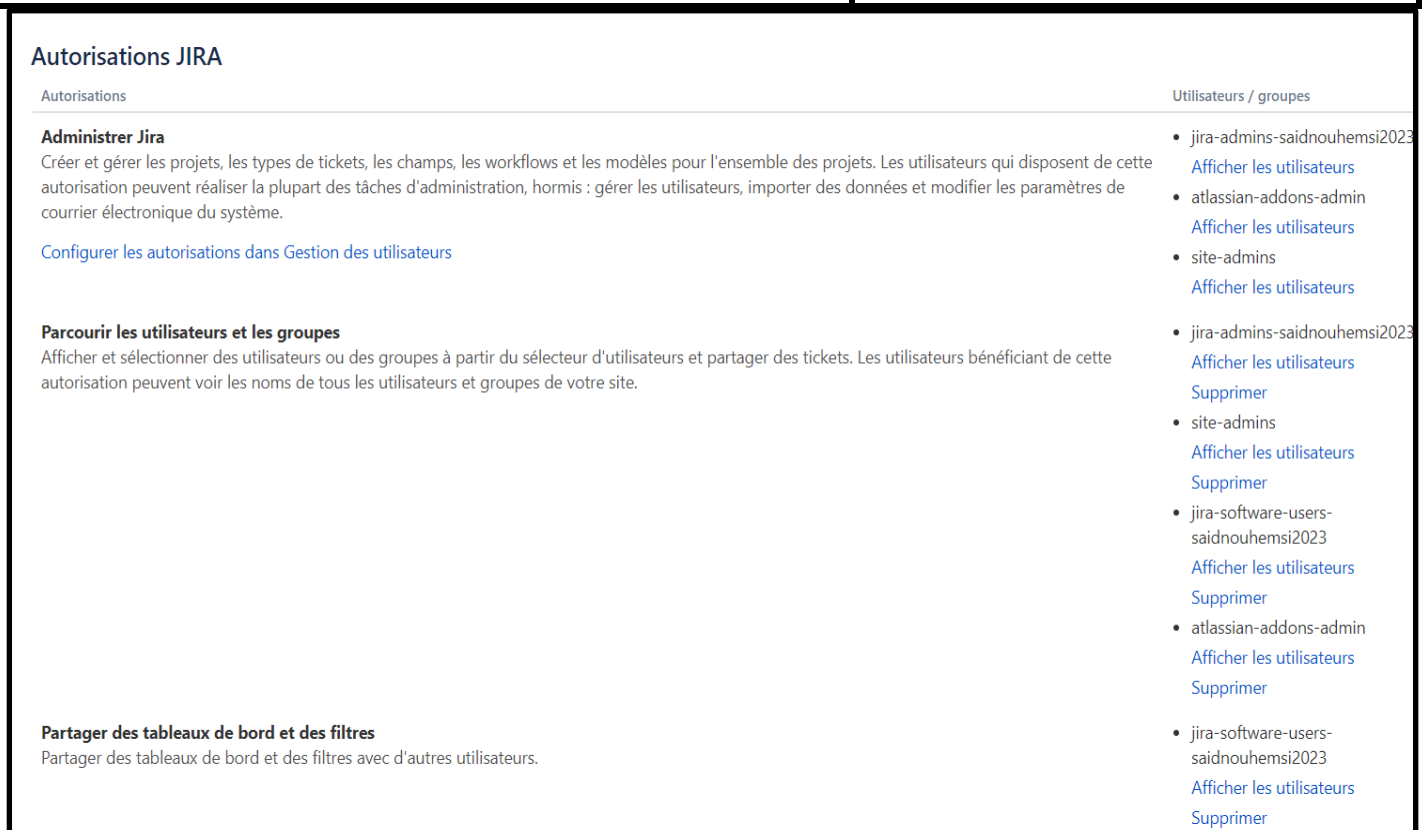 Autorisations JIRA
Autorisations
Utilisateurs / groupes
Administrer Jira
Créer et gérer les projets, les types de tickets, les champs, les workflows et les modèles pour l'ensemble des projets. Les utilisateurs qui disposent de cette
autorisation peuvent réaliser la plupart des tâches d'administration, hormis : gérer les utilisateurs, importer des données et modifier les paramètres de
courrier électronique du système.
Configurer les autorisations dans Gestion des utilisateurs
• jira-admins-saidnouhemsi2023
Afficher les utilisateurs
• atlassian-addons-admin
Afficher les utilisateurs
• site-admins
Afficher les utilisateurs
Parcourir les utilisateurs et les groupes
Afficher et sélectionner des utilisateurs ou des groupes à partir du sélecteur d'utilisateurs et partager des tickets. Les utilisateurs bénéficiant de cette
autorisation peuvent voir les noms de tous les utilisateurs et groupes de votre site.
• jira-admins-saidnouhemsi2023
Afficher les utilisateurs
Supprimer
• site-admins
Afficher les utilisateurs
Supprimer
• jira-software-users-
saidnouhemsi2023
Afficher les utilisateurs
Supprimer
• atlassian-addons-admin
Afficher les utilisateurs
Supprimer
Partager des tableaux de bord et des filtres
Partager des tableaux de bord et des filtres avec d'autres utilisateurs.
• jira-software-users-
saidnouhemsi2023
Afficher les utilisateurs
Supprimer